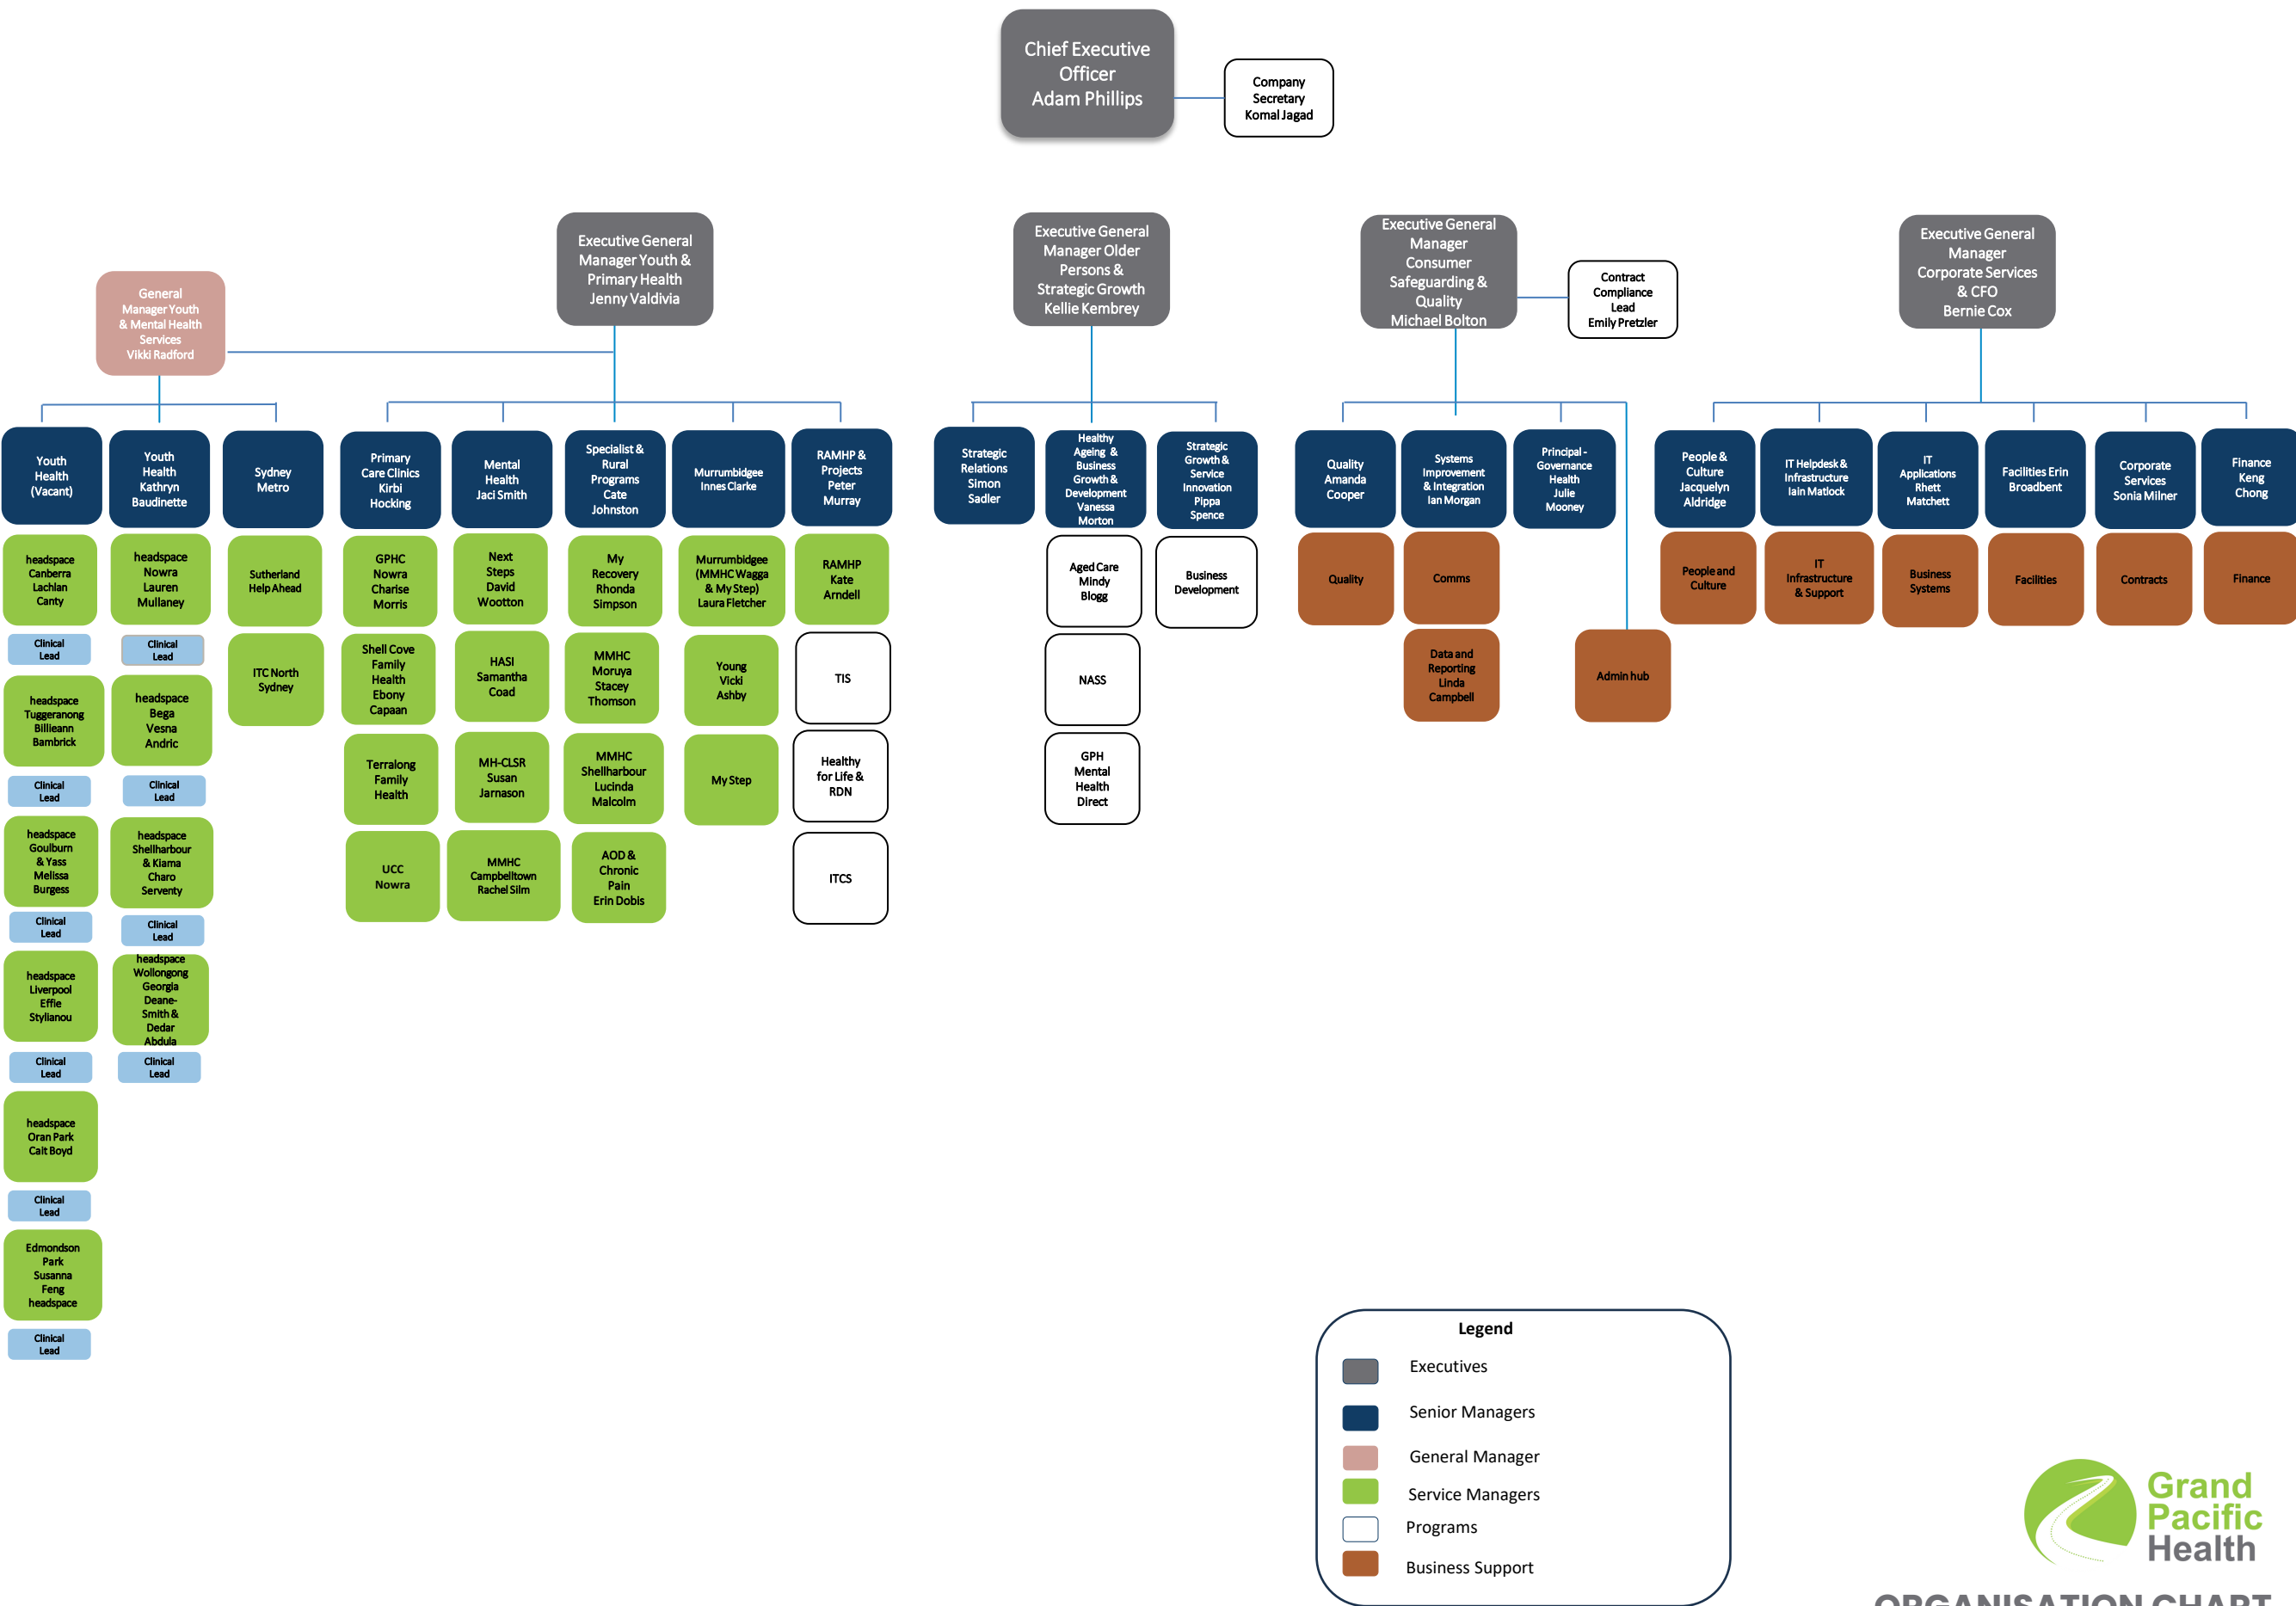 Chief Executive
Officer
Adam Phillips
Company
Secretary
Komal Jagad
General
Manager Youth
& Mental Health
Services
Vikki Radford
Executive General
Manager Youth &
Primary Health
Jenny Valdivia
Executive General
Manager Older
Persons &
Strategic Growth
Kellie Kembrey
Executive General
Manager
Consumer
Safeguarding &
Quality
Michael Bolton
Contract
Compliance
Lead
Emily Pretzler
Executive General
Manager
Corporate Services
& CFO
Bernie Cox
Youth
Health
(Vacant)
headspace
Canberra
Lachlan
Canty
Clinical
Lead
headspace
Tuggeranong
Billieann
Bambrick
Clinical
Lead
headspace
Goulburn
& Yass
Melissa
Burgess
Clinical
Lead
headspace
Liverpool
Effie
Stylianou
Clinical
Lead
headspace
Oran Park
Cait Boyd
Clinical
Lead
Edmondson
Park
Susanna
Feng
headspace
Clinical
Lead
Youth
Health
Kathryn
Baudinette
headspace
Nowra
Lauren
Mullaney
Clinical
Lead
headspace
Bega
Vesna
Andric
Clinical
Lead
headspace
Shellharbour
& Kiama
Charo
Serventy
Clinical
Lead
headspace
Wollongong
Georgia
Deane-
Smith &
Dedar
Abdula
Clinical
Lead
Sydney
Metro
Sutherland
Help Ahead
ITC North
Sydney
Primary
Care Clinics
Kirbi
Hocking
GPHC
Nowra
Charise
Morris
Shell Cove
Family
Health
Ebony
Capaan
Terralong
Family
Health
UCC
Nowra
Mental
Health
Jaci Smith
Next
Steps
David
Wootton
HASI
Samantha
Coad
MH-CLSR
Susan
Jarnason
MMHC
Campbelltown
Rachel Silm
Specialist &
Rural
Programs
Cate
Johnston
My
Recovery
Rhonda
Simpson
MMHC
Moruya
Stacey
Thomson
MMHC
Shellharbour
Lucinda
Malcolm
AOD &
Chronic
Pain
Erin Dobis
Murrumbidgee
Innes Clarke
Murrumbidgee
(MMHC Wagga
& My Step)
Laura Fletcher
Young
Vicki
Ashby
My Step
RAMHP &
Projects
Peter
Murray
RAMHP
Kate
Arndell
TIS
Healthy
for Life &
RDN
ITCS
Strategic
Relations
Simon
Sadler
Healthy
Ageing &
Business
Growth &
Development
Vanessa
Morton
Aged Care
Mindy
Blogg
NASS
GPH
Mental
Health
Direct
Strategic
Growth &
Service
Innovation
Pippa
Spence
Business
Development
Quality
Amanda
Cooper
Quality
Systems
Improvement
& Integration
Ian Morgan
Comms
Data and
Reporting
Linda
Campbell
Principal -
Governance
Health
Julie
Mooney
Admin hub
People &
Culture
Jacquelyn
Aldridge
People and
Culture
IT Helpdesk &
Infrastructure
Iain Matlock
IT
Infrastructure
& Support
IT
Applications
Rhett
Matchett
Business
Systems
Facilities Erin
Broadbent
Facilities
Corporate
Services
Sonia Milner
Contracts
Finance
Keng
Chong
Finance
Legend
Executives
Senior Managers
General Manager
Service Managers
Programs
Business Support
Grand
Pacific
Health
ORGANISATION CHART